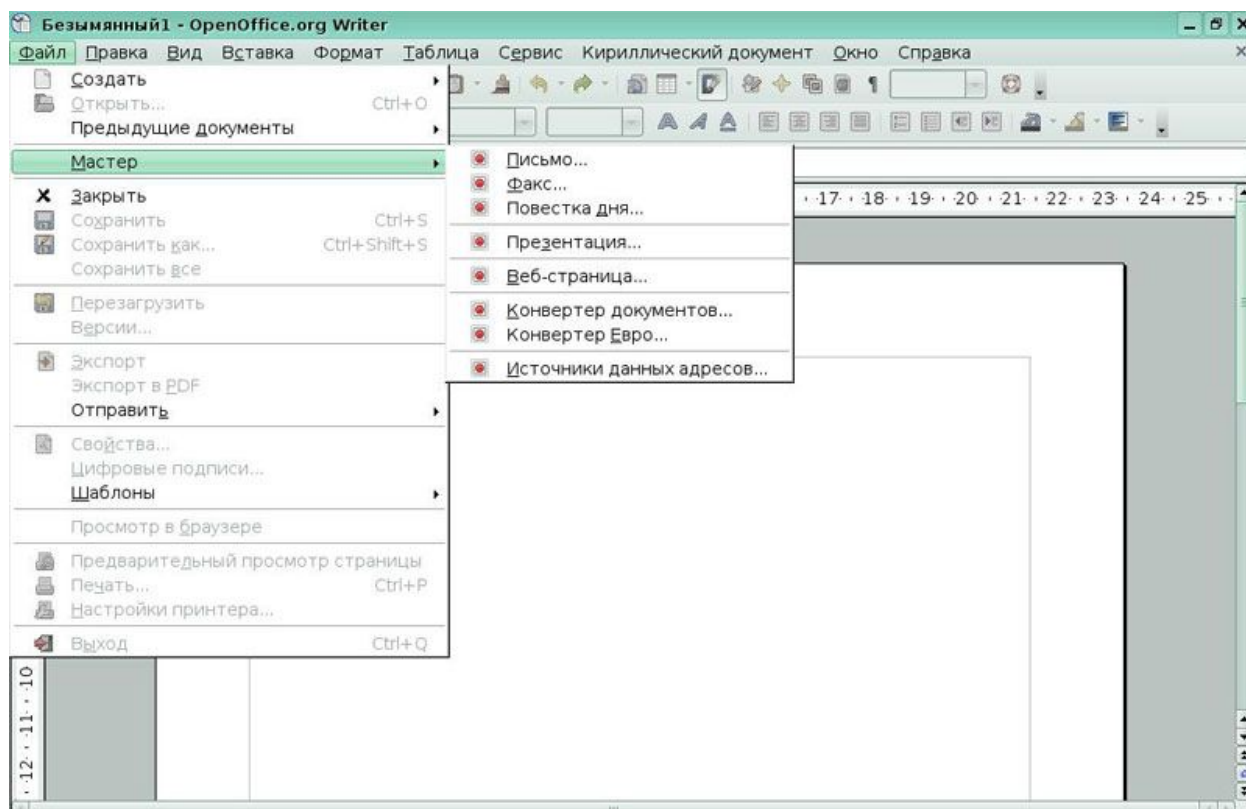 Безымянный1 - OpenOffice.org Writer
Файл Правка Вид Вставка Формат Таблица Сервис Кириллический документ Окно Справка
Создать
Открыть... Ctrl+O
Предыдущие документы
Мастер
Закрыть
Сохранить Ctrl+S
Сохранить как... Ctrl+Shift+S
Сохранить все
Перезагрузить
Версии...
Экспорт
Экспорт в PDF
Отправить
Свойства...
Цифровые подписи...
Шаблоны
Просмотр в браузере
Предварительный просмотр страницы
Печать... Ctrl+P
Настройки принтера...
Выход Ctrl+Q
Письмо...
Факс...
Повестка дня...
Презентация...
Веб-страница...
Конвертер документов...
Конвертер Евро...
Источники данных адресов...
17 18 19 20 21 22 23 24 25
10
11
12